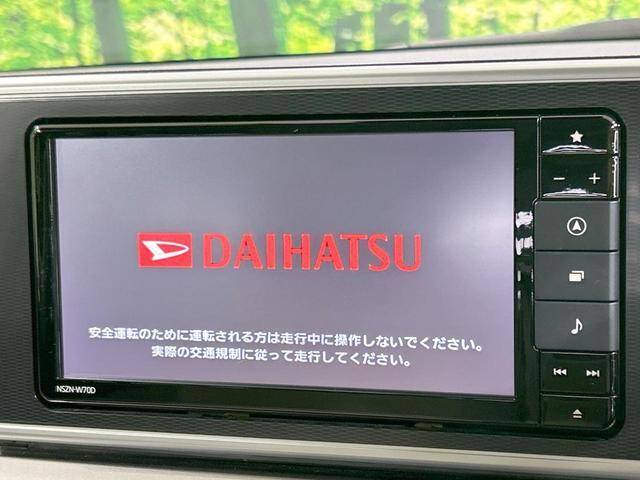 DAIHATSU
安全運転のために運転される方は走行中に操作しないでください。
実際の交通規制に従って走行してください。
NSZN-W70D